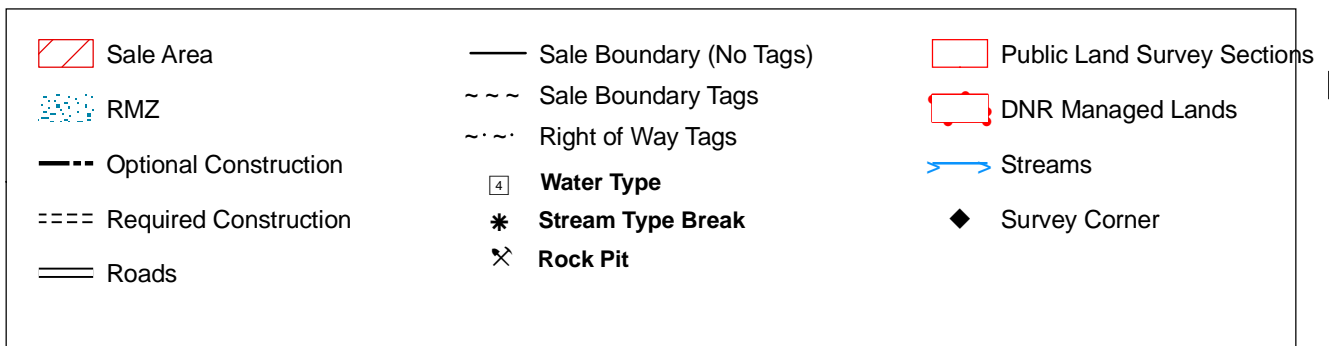 Sale Area
RMZ
Optional Construction
Required Construction
Roads
Sale Boundary (No Tags)
Sale Boundary Tags
Right of Way Tags
4 Water Type
Stream Type Break
Rock Pit
Public Land Survey Sections
DNR Managed Lands
Streams
Survey Corner